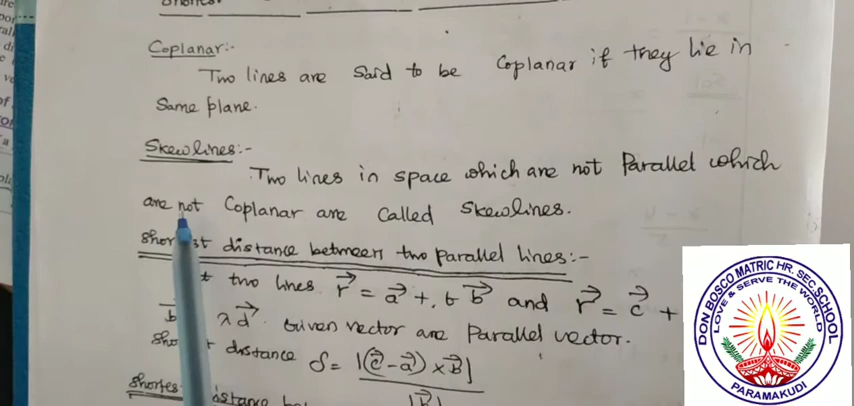 Coplanar:-
Two lines are said to be Coplanar if they lie in
Same plane.
Skewlines:-
Two lines in space which are not Parallel which
are not Coplanar are called Skewlines.
distance between two Parallel lines:-
two lines r⃗ = a⃗ + t b⃗ and r⃗ = c⃗ +
λd⃗. Given vector are Parallel vector.
distance δ = |(c⃗ - a⃗) × b⃗|
|b⃗|
DON BOSCO MATRIC HR. SEC. SCHOOL
LOVE & SERVE THE WORLD
PARAMAKUDI